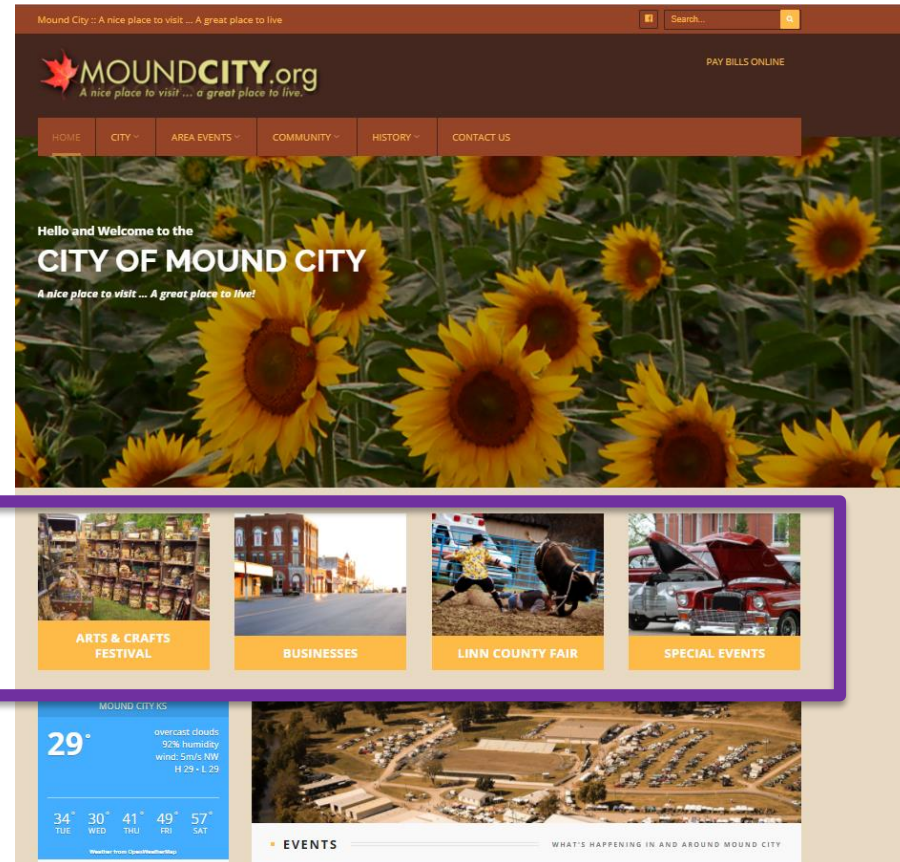 Mound City :: A nice place to visit ... A great place to live
Search...
MOUNDCITY.org
A nice place to visit ... a great place to live.
PAY BILLS ONLINE
HOME CITY AREA EVENTS COMMUNITY HISTORY CONTACT US
Hello and Welcome to the
CITY OF MOUND CITY
A nice place to visit ... A great place to live!
ARTS & CRAFTS
FESTIVAL
BUSINESSES
LINN COUNTY FAIR
SPECIAL EVENTS
MOUND CITY KS
29°
overcast clouds
92% humidity
wind: 5m/s NW
H 29 • L 29
34° 30° 41° 49° 57°
TUE WED THU FRI SAT
Weather from OpenWeatherMap
EVENTS
WHAT'S HAPPENING IN AND AROUND MOUND CITY